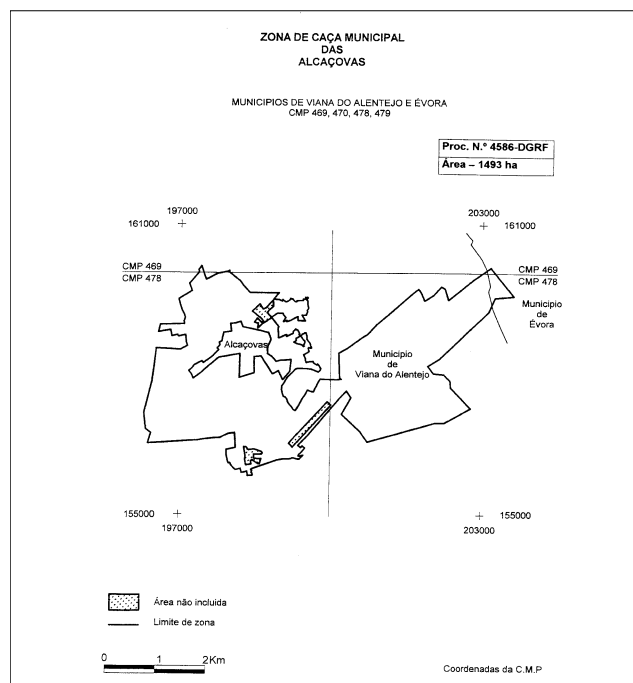 ZONA DE CAÇA MUNICIPAL
DAS
ALCAÇOVAS
MUNICIPIOS DE VIANA DO ALENTEJO E ÉVORA
CMP 469, 470, 478, 479
Proc. N.º 4586-DGRF
Área – 1493 ha
197000
161000
203000
161000
CMP 469
CMP 478
CMP 469
CMP 478
Municipio
de
Évora
Alcaçovas
Municipio
de
Viana do Alentejo
155000
197000
155000
203000
Área não incluida
Limite de zona
0 1 2Km
Coordenadas da C.M.P